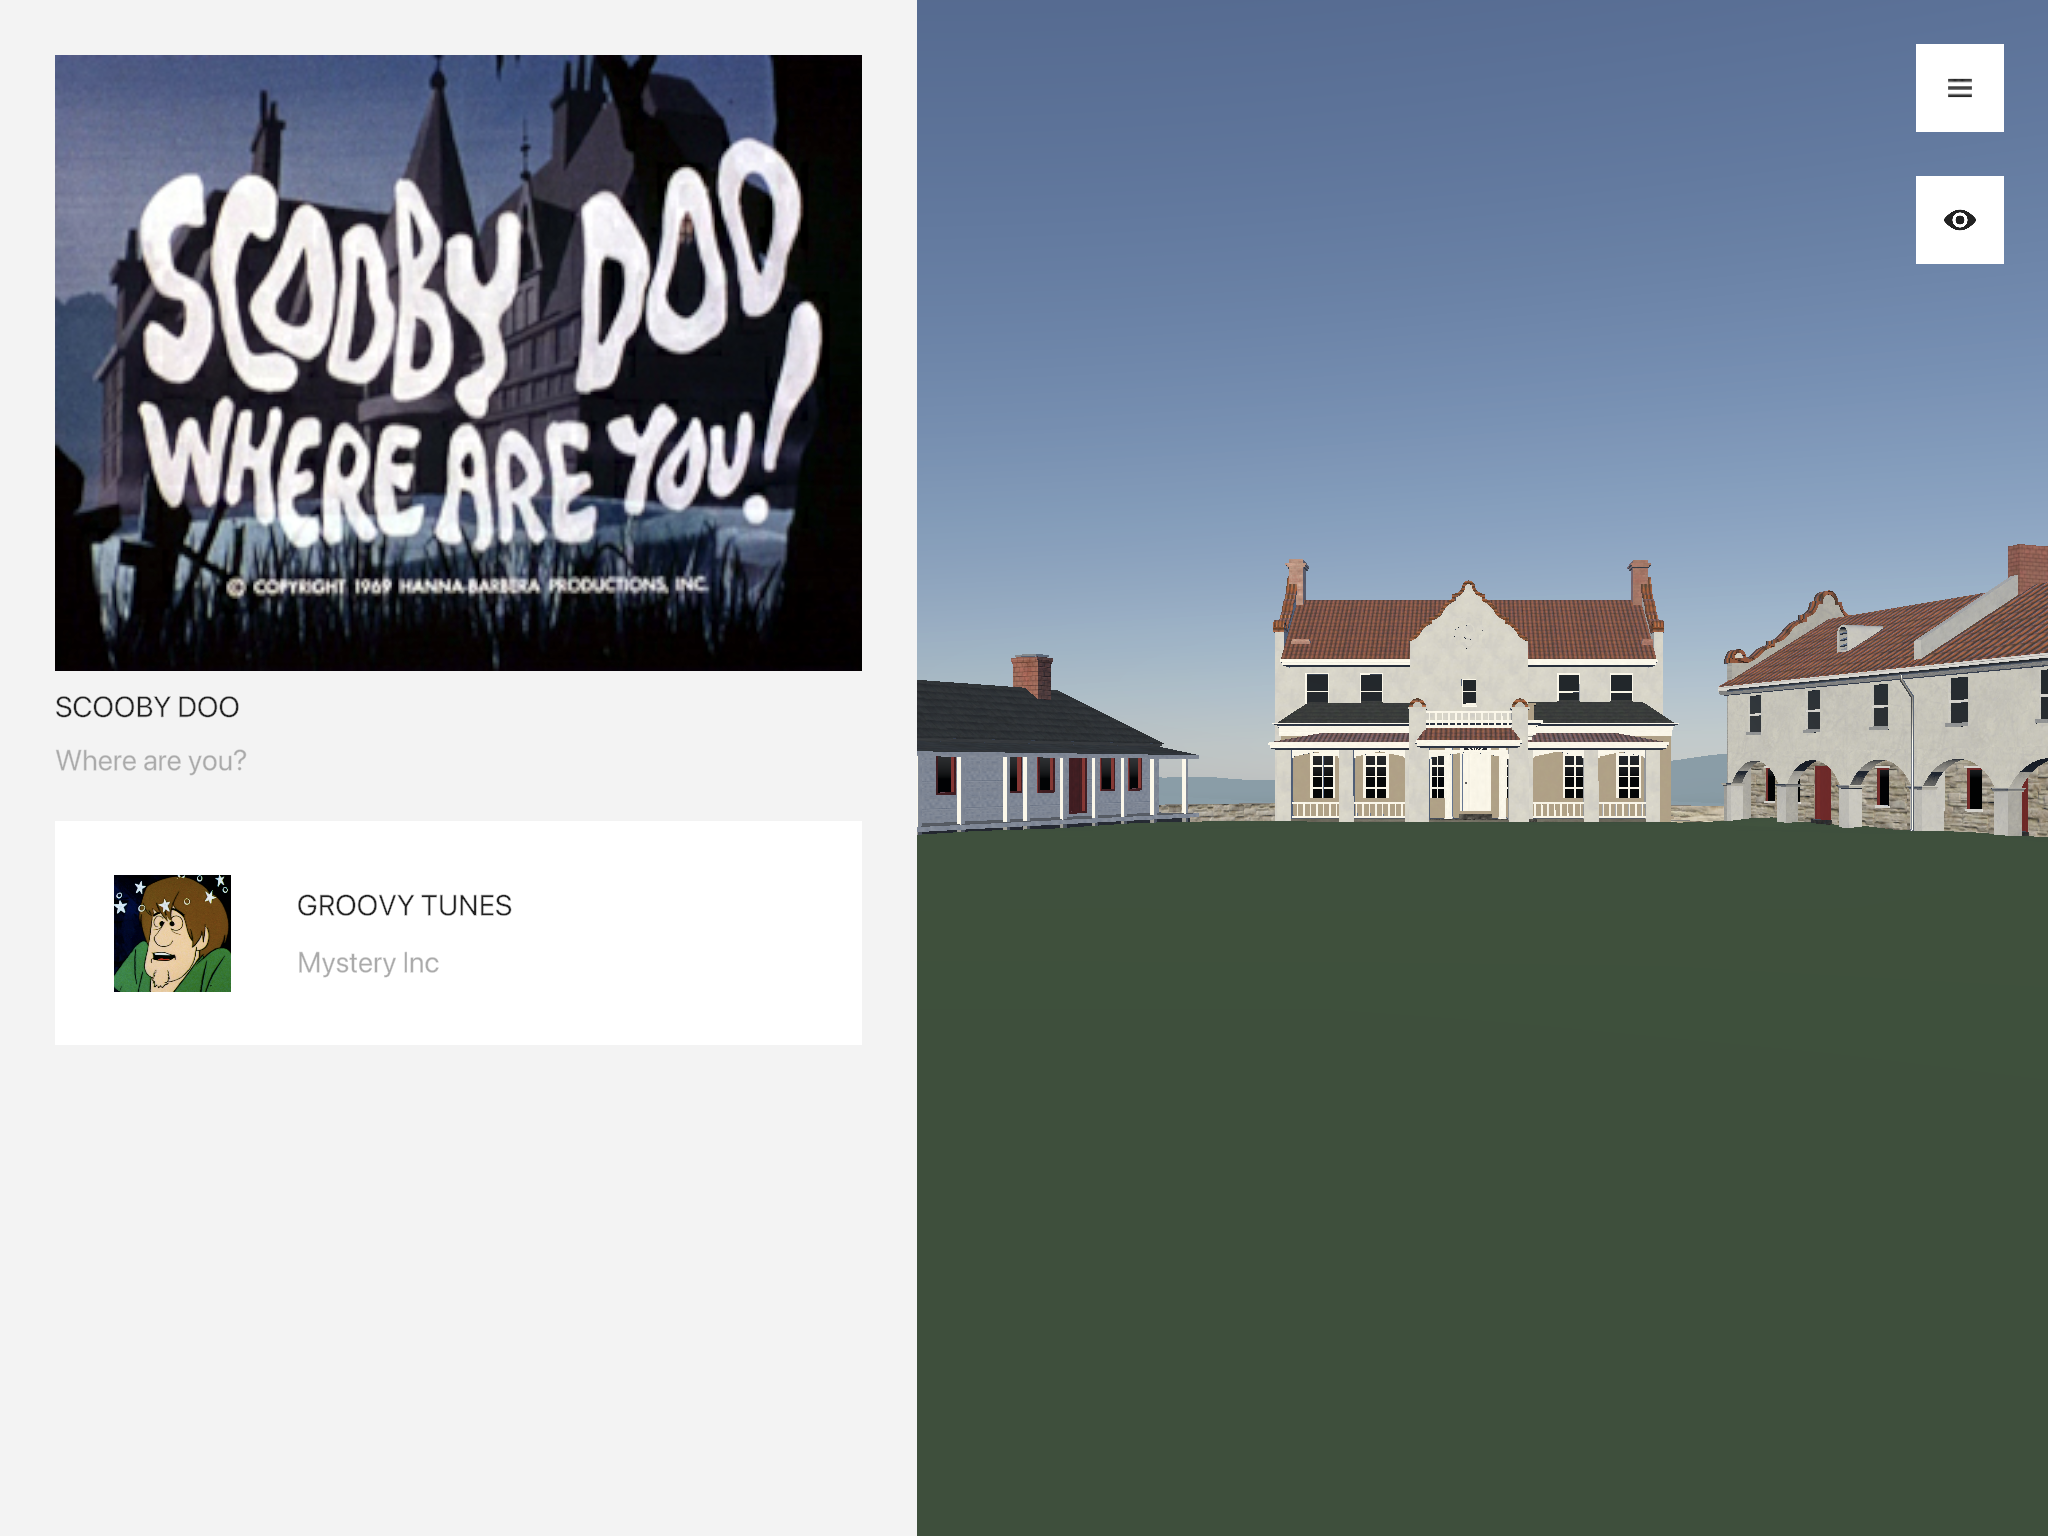 SCOOBY DOO,
WHERE ARE YOU!
© COPYRIGHT 1969 HANNA-BARBERA PRODUCTIONS, INC.
SCOOBY DOO
Where are you?
GROOVY TUNES
Mystery Inc